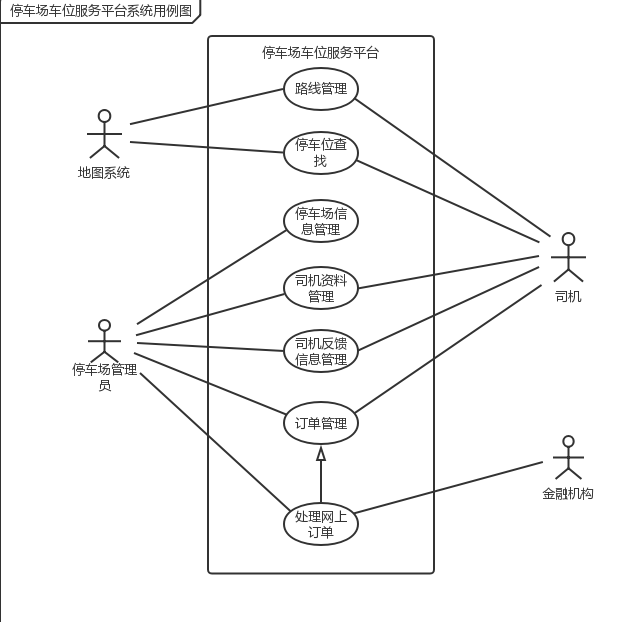 停车场车位服务平台系统用例图
停车场车位服务平台
路线管理
停车位查
找
地图系统
停车场信
息管理
司机资料
管理
司机
司机反馈
信息管理
停车场管理
员
订单管理
处理网上
订单
金融机构